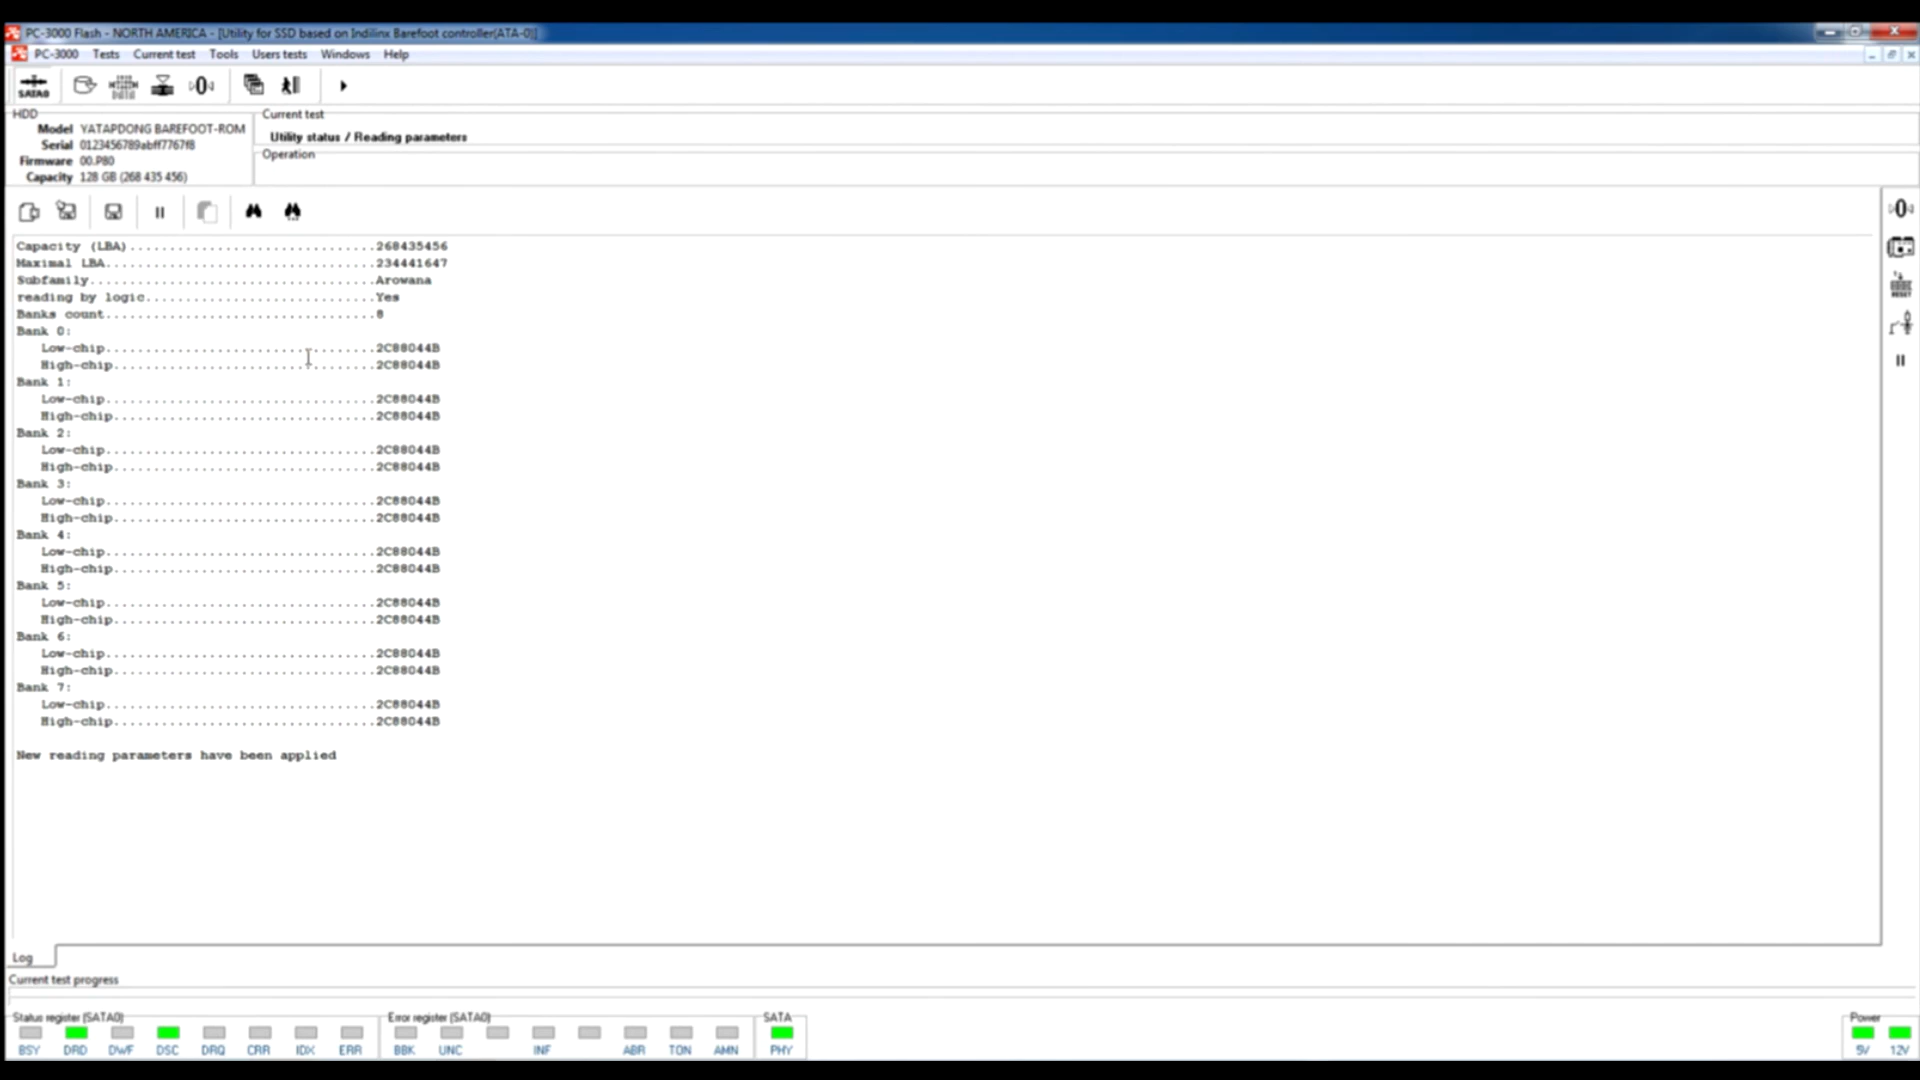 PC-3000 Flash - NORTH AMERICA - [Utility for SSD based on Indilinx Barefoot controller(ATA-0)]
PC-3000 Tests Current test Tools Users tests Windows Help
SATA0
HDD
Model YATAPDONG BAREFOOT-ROM
Serial 0123456789abff7767f8
Firmware 00.P80
Capacity 128 GB (268 435 456)
Current test
Utility status / Reading parameters
Operation
Capacity (LBA)...............................268435456
Maximal LBA..................................234441647
Subfamily....................................Arowana
reading by logic.............................Yes
Banks count..................................8
Bank 0:
Low-chip..................................2C88044B
High-chip.................................2C88044B
Bank 1:
Low-chip..................................2C88044B
High-chip.................................2C88044B
Bank 2:
Low-chip..................................2C88044B
High-chip.................................2C88044B
Bank 3:
Low-chip..................................2C88044B
High-chip.................................2C88044B
Bank 4:
Low-chip..................................2C88044B
High-chip.................................2C88044B
Bank 5:
Low-chip..................................2C88044B
High-chip.................................2C88044B
Bank 6:
Low-chip..................................2C88044B
High-chip.................................2C88044B
Bank 7:
Low-chip..................................2C88044B
High-chip.................................2C88044B
New reading parameters have been applied
Log
Current test progress
Status register (SATA0) Error register (SATA0) SATA Power
BSY DRD DWF DSC DRQ CRR IDX ERR BBK UNC INF ABR TON AMN PHY 5V 12V